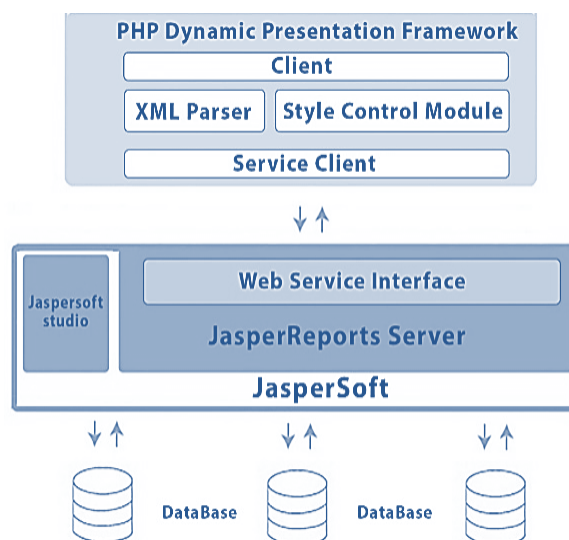 PHP Dynamic Presentation Framework
Client
XML Parser
Style Control Module
Service Client
Web Service Interface
Jaspersoft
studio
JasperReports Server
JasperSoft
DataBase
DataBase